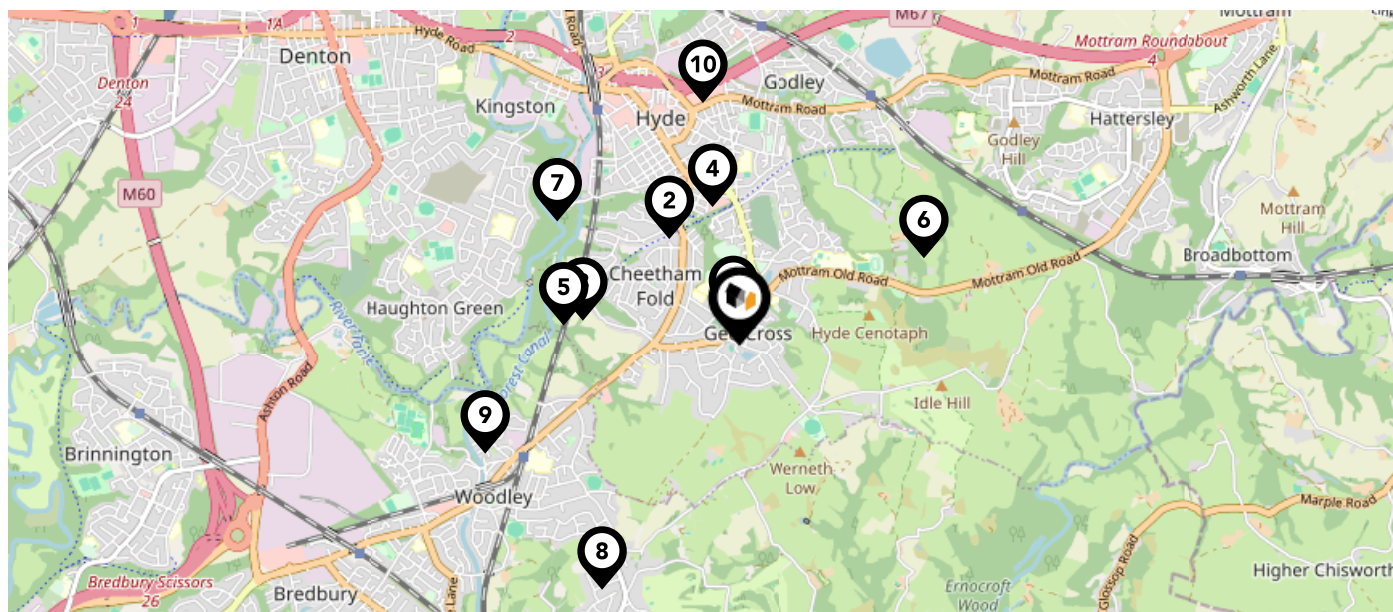 M67
Mottram
1
1A
Hyde Road
2
Road
Mottram Roundabout
4
Denton
Denton
24
3
10
Godley
Mottram Road
Mottram Road
Ashworth Lane
Kingston
Hyde
Hattersley
Godley
Hill
M60
7
4
2
6
Mottram
Hill
Broadbottom
5
Cheetham
Fold
Mottram Old Road
Mottram Old Road
Haughton Green
River Tame
Hyde Cenotaph
Ashton Road
Idle Hill
9
Brinnington
Werneth
Low
Woodley
Marple Road
8
Glossop Road
Bredbury Scissors
26
Bredbury
Lane
Ernocroft
Wood
Higher Chisworth